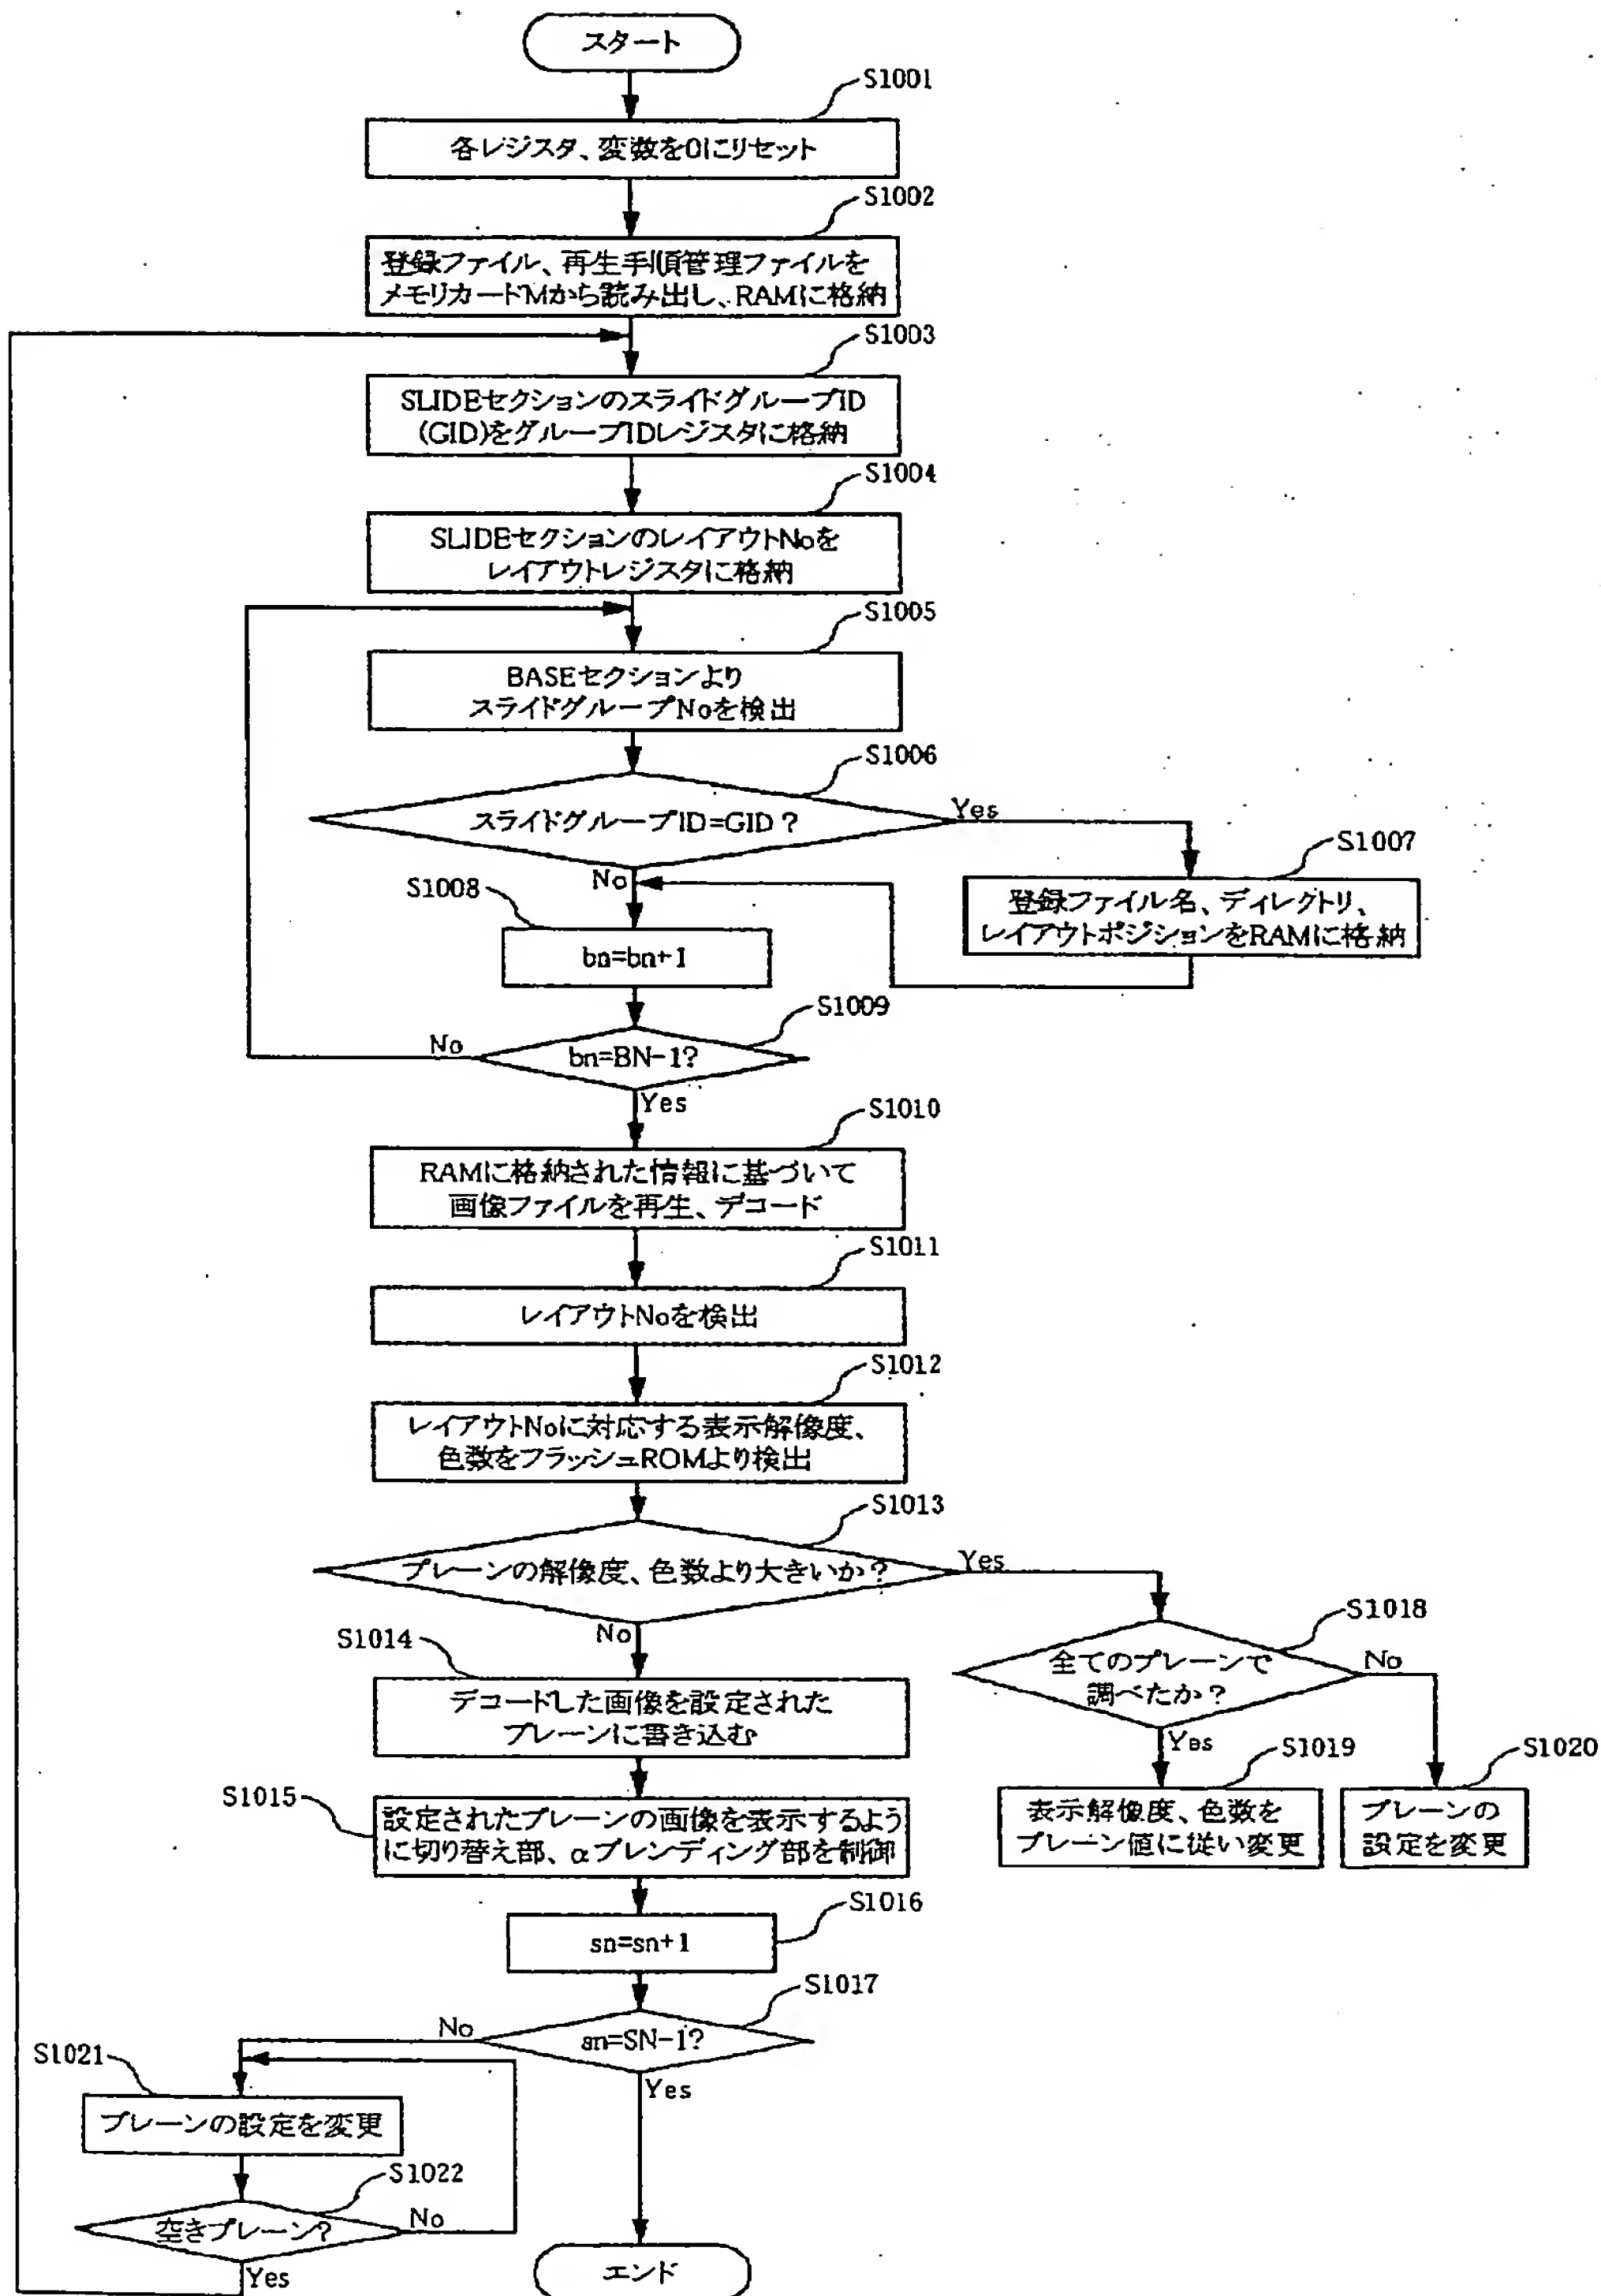 スタート
S1001
各レジスタ、変数を0にリセット
S1002
登録ファイル、再生手順管理ファイルを
メモリカードMから読み出し、RAMに格納
S1003
SLIDEセクションのスライドグループID
(GID)をグループIDレジスタに格納
S1004
SLIDEセクションのレイアウトNoを
レイアウトレジスタに格納
S1005
BASEセクションより
スライドグループNoを検出
S1006
スライドグループID=GID?
Yes
No
S1007
登録ファイル名、ディレクトリ、
レイアウトポジションをRAMに格納
S1008
bn=bn+1
S1009
bn=BN-1?
No
Yes
S1010
RAMに格納された情報に基づいて
画像ファイルを再生、デコード
S1011
レイアウトNoを検出
S1012
レイアウトNoに対応する表示解像度、
色数をフラッシュROMより検出
S1013
プレーンの解像度、色数より大きいか?
Yes
No
S1014
デコードした画像を設定された
プレーンに書き込む
S1018
全てのプレーンで
調べたか?
No
Yes
S1019
表示解像度、色数を
プレーン値に従い変更
S1020
プレーンの
設定を変更
S1015
設定されたプレーンの画像を表示するよう
に切り替え部、αブレンディング部を制御
S1016
sn=sn+1
S1017
sn=SN-1?
No
Yes
S1021
プレーンの設定を変更
S1022
空きプレーン?
No
Yes
エンド